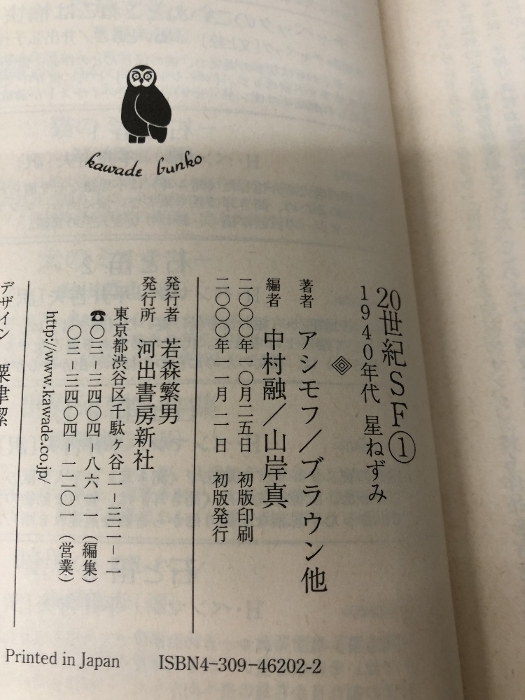 kawade bunko
20世紀SF①
1940年代 星ねずみ
著者 アシモフ／ブラウン他
編者 中村融／山岸真
二〇〇〇年一〇月二五日 初版印刷
二〇〇〇年一一月二日 初版発行
発行者 若森繁男
発行所 河出書房新社
東京都渋谷区千駄ヶ谷二－三二－二
☎〇三－三四〇四－八六一一（編集）
〇三－三四〇四－一二〇一（営業）
http://www.kawade.co.jp/
デザイン 粟津潔
Printed in Japan ISBN4-309-46202-2